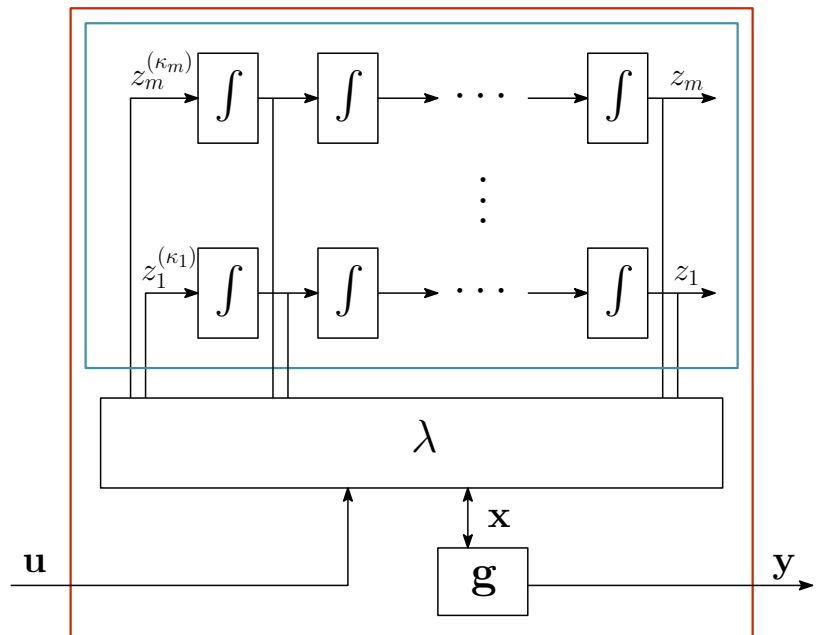 z_m^{(κ_m)} ∫ ∫ · · · ∫ z_m
⋮
z_1^{(κ_1)} ∫ ∫ · · · ∫ z_1
λ
x
u g y